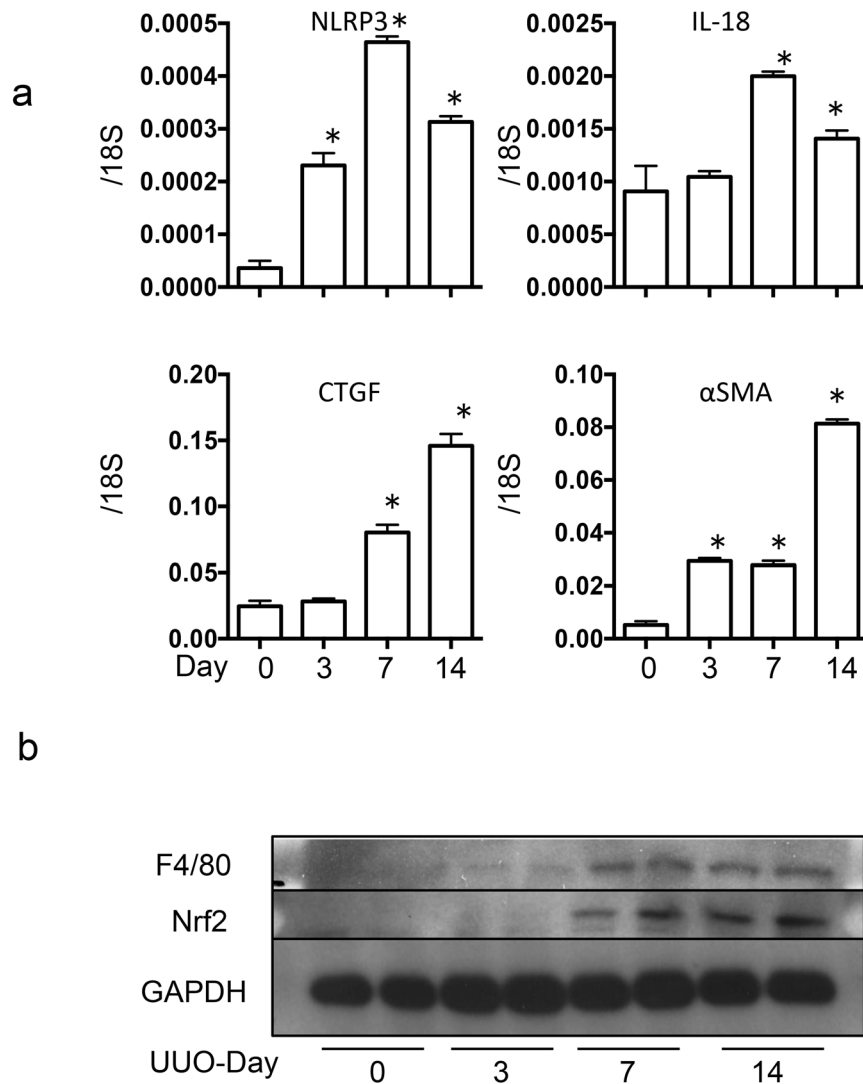 a
NLRP3
*
*
*
/18S
0.0005
0.0004
0.0003
0.0002
0.0001
0.0000
IL-18
*
*
/18S
0.0025
0.0020
0.0015
0.0010
0.0005
0.0000
CTGF
*
*
/18S
0.20
0.15
0.10
0.05
0.00
Day 0 3 7 14
αSMA
*
*
*
/18S
0.10
0.08
0.06
0.04
0.02
0.00
0 3 7 14
b
F4/80
Nrf2
GAPDH
UUO-Day 0 3 7 14